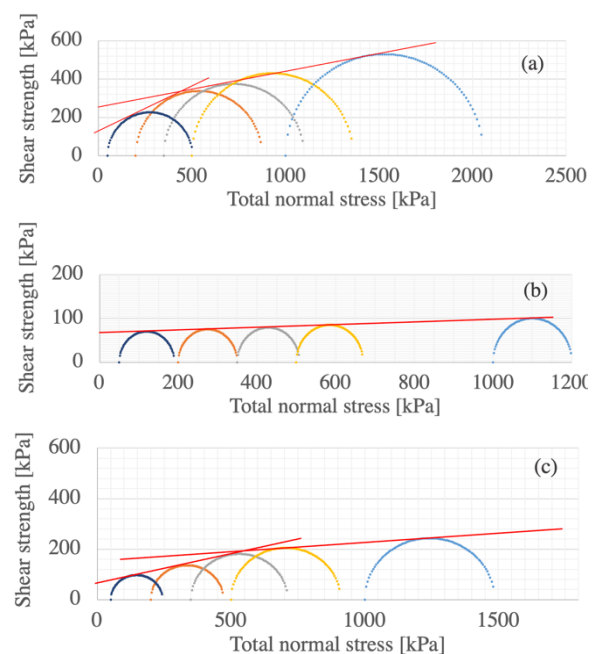 Shear strength [kPa]
600
400
200
0
(a)
0 500 1000 1500 2000 2500
Total normal stress [kPa]
Shear strength [kPa]
200
100
0
(b)
0 200 400 600 800 1000 1200
Total normal stress [kPa]
Shear strength [kPa]
600
400
200
0
(c)
0 500 1000 1500
Total normal stress [kPa]